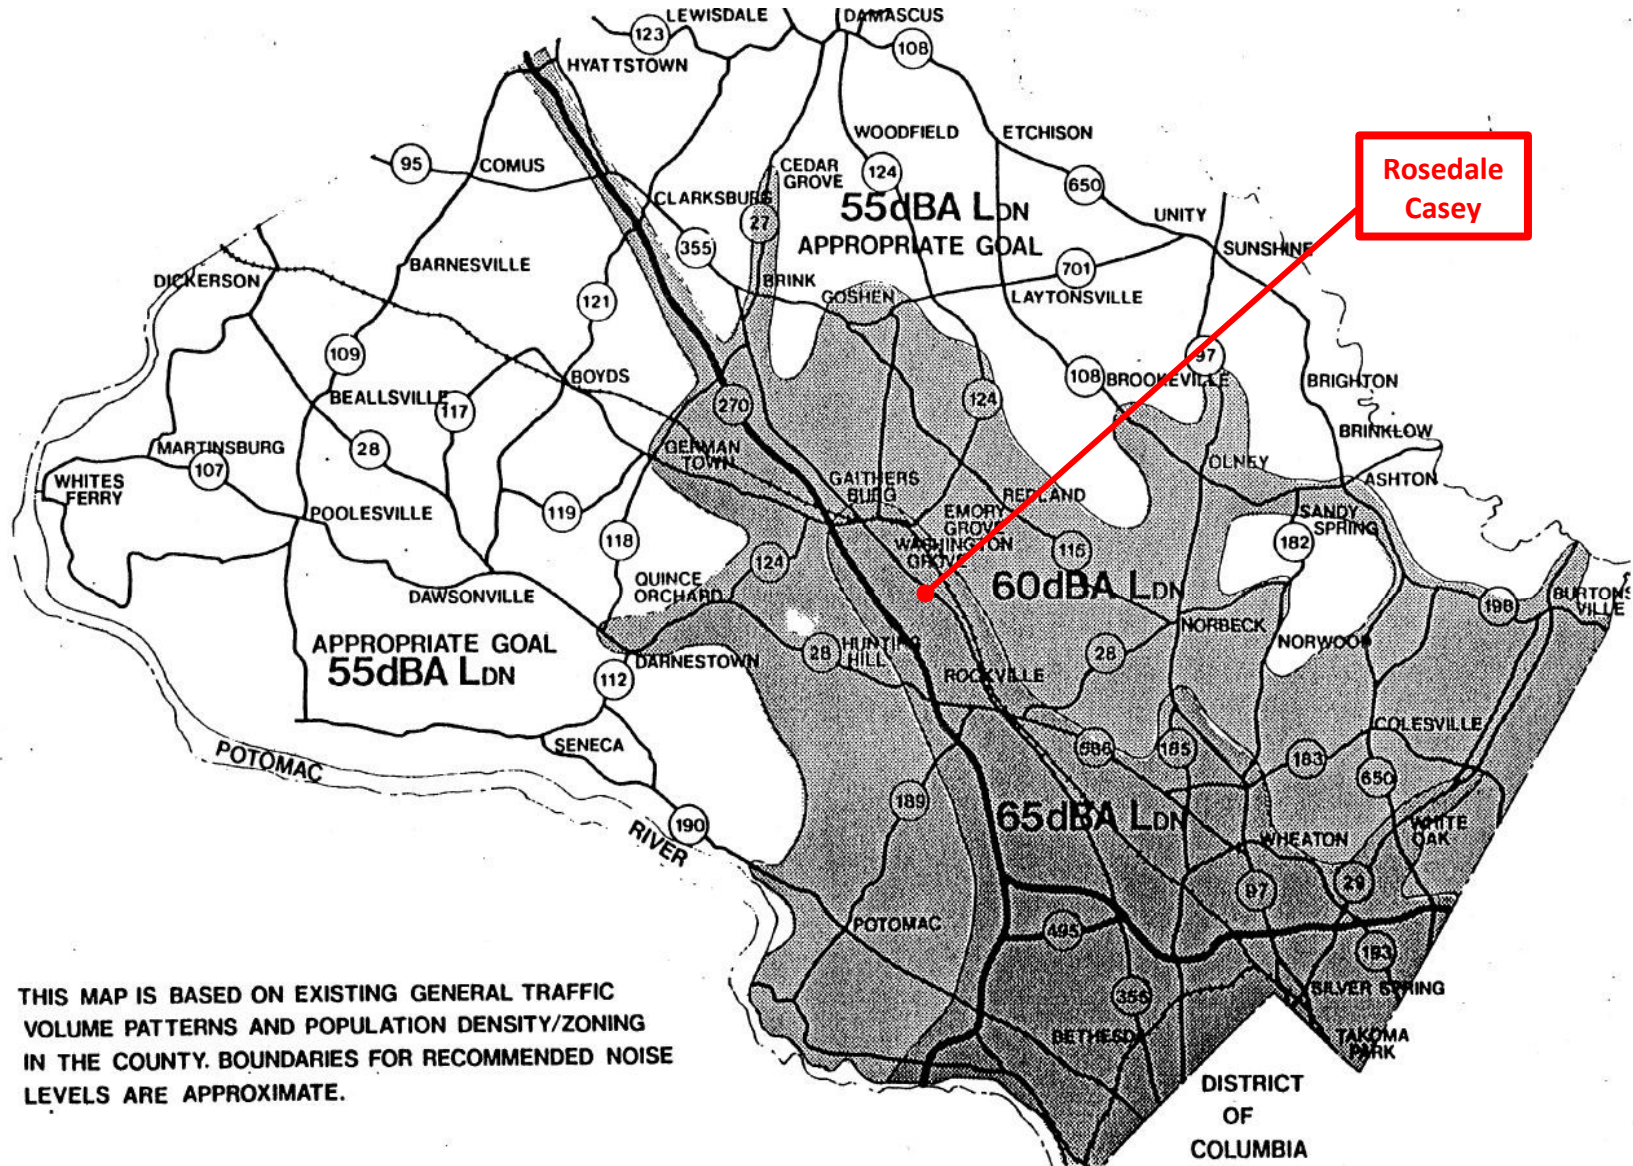 LEWISDALE
DAMASCUS
123
108
HYATTSTOWN
WOODFIELD
ETCHISON
Rosedale
Casey
95
COMUS
CEDAR
GROVE
124
650
CLARKSBURG
55dBA LDN
APPROPRIATE GOAL
27
UNITY
355
SUNSHINE
BARNESVILLE
701
DICKERSON
BRINK
GOSHEN
LAYTONSVILLE
121
109
97
BOYDS
108
BROOKEVILLE
BRIGHTON
BEALLSVILLE
117
270
124
BRINKLOW
MARTINSBURG
28
GERMAN
TOWN
OLNEY
107
GAITHERS
BURG
REDLAND
ASHTON
WHITES
FERRY
POOLESVILLE
119
EMORY
GROVE
SANDY
SPRING
118
WASHINGTON
GROVE
115
182
124
QUINCE
ORCHARD
60dBA LDN
DAWSONVILLE
198
BURTONS
VILLE
APPROPRIATE GOAL
55dBA LDN
NORBECK
NORWOOD
DARNESTOWN
28
HUNTING
HILL
28
112
ROCKVILLE
COLESVILLE
SENECA
586
185
183
POTOMAC
650
189
65dBA LDN
190
RIVER
WHEATON
WHITE
OAK
97
29
POTOMAC
495
193
355
SILVER SPRING
BETHESDA
TAKOMA
PARK
THIS MAP IS BASED ON EXISTING GENERAL TRAFFIC
VOLUME PATTERNS AND POPULATION DENSITY/ZONING
IN THE COUNTY. BOUNDARIES FOR RECOMMENDED NOISE
LEVELS ARE APPROXIMATE.
DISTRICT
OF
COLUMBIA